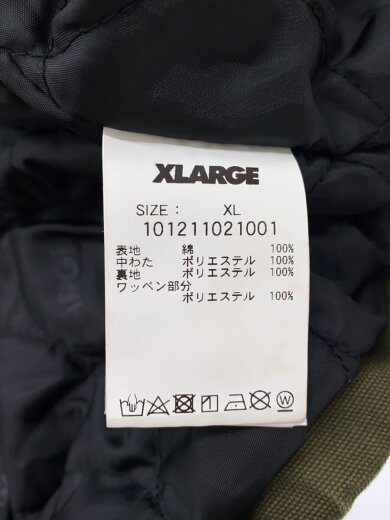 XLARGE
SIZE： XL
101211021001
表地 綿 100%
中わた ポリエステル 100%
裏地 ポリエステル 100%
ワッペン部分
ポリエステル 100%